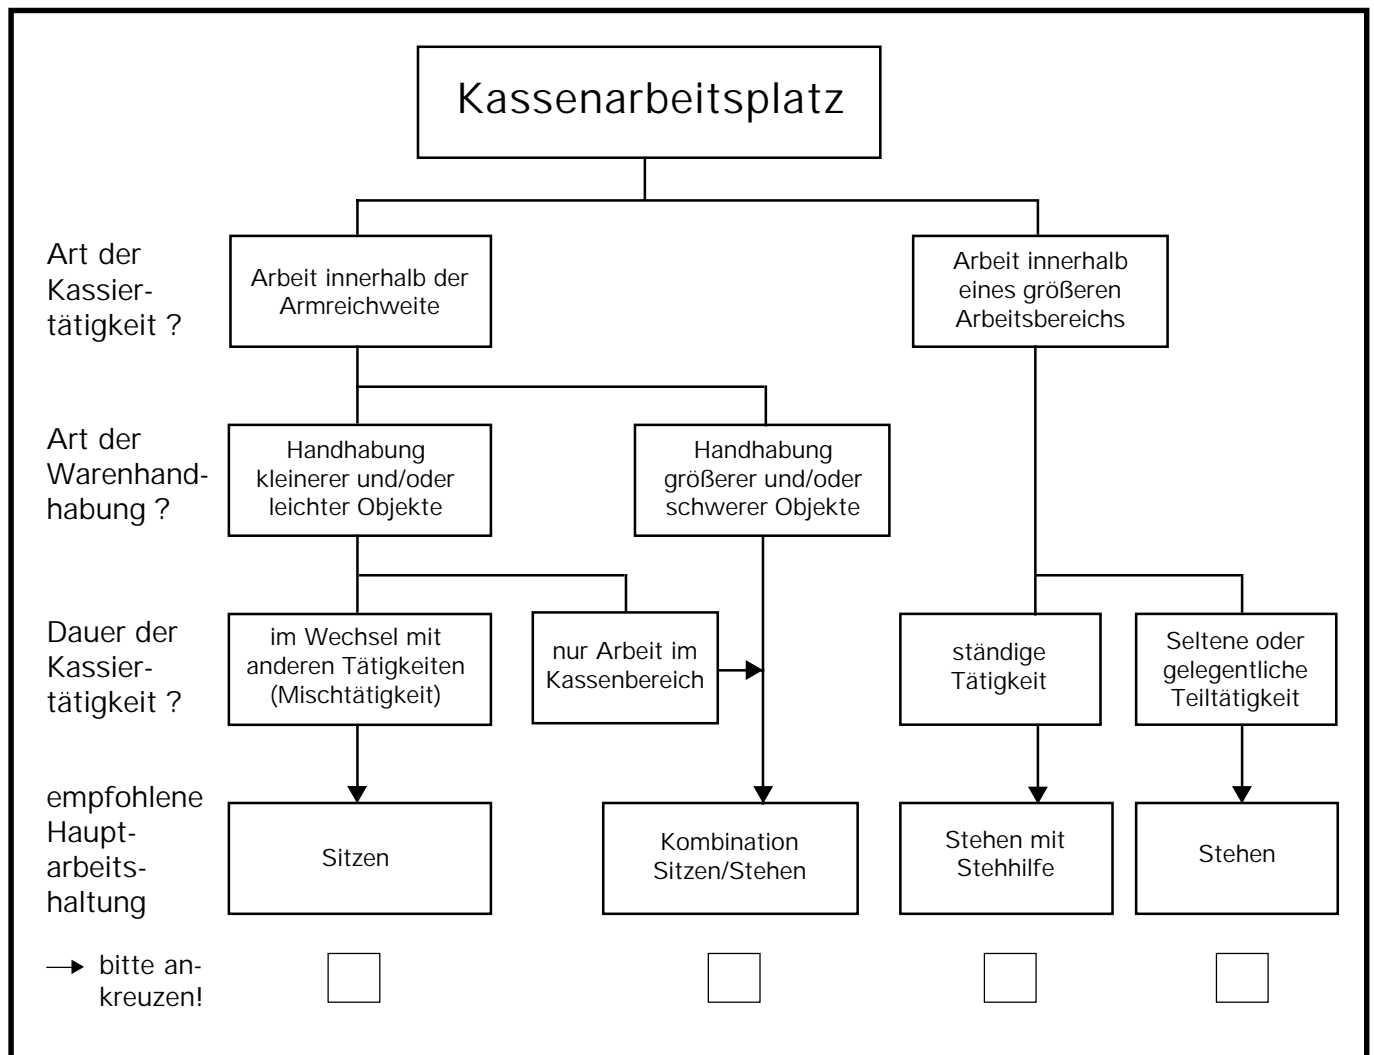 Kassenarbeitsplatz
Art der
Kassier-
tätigkeit ?
Arbeit innerhalb der
Armreichweite
Arbeit innerhalb
eines größeren
Arbeitsbereichs
Art der
Warenhand-
habung ?
Handhabung
kleinerer und/oder
leichter Objekte
Handhabung
größerer und/oder
schwerer Objekte
Dauer der
Kassier-
tätigkeit ?
im Wechsel mit
anderen Tätigkeiten
(Mischtätigkeit)
nur Arbeit im
Kassenbereich
ständige
Tätigkeit
Seltene oder
gelegentliche
Teiltätigkeit
empfohlene
Haupt-
arbeits-
haltung
Sitzen
Kombination
Sitzen/Stehen
Stehen mit
Stehhilfe
Stehen
→ bitte an-
kreuzen!